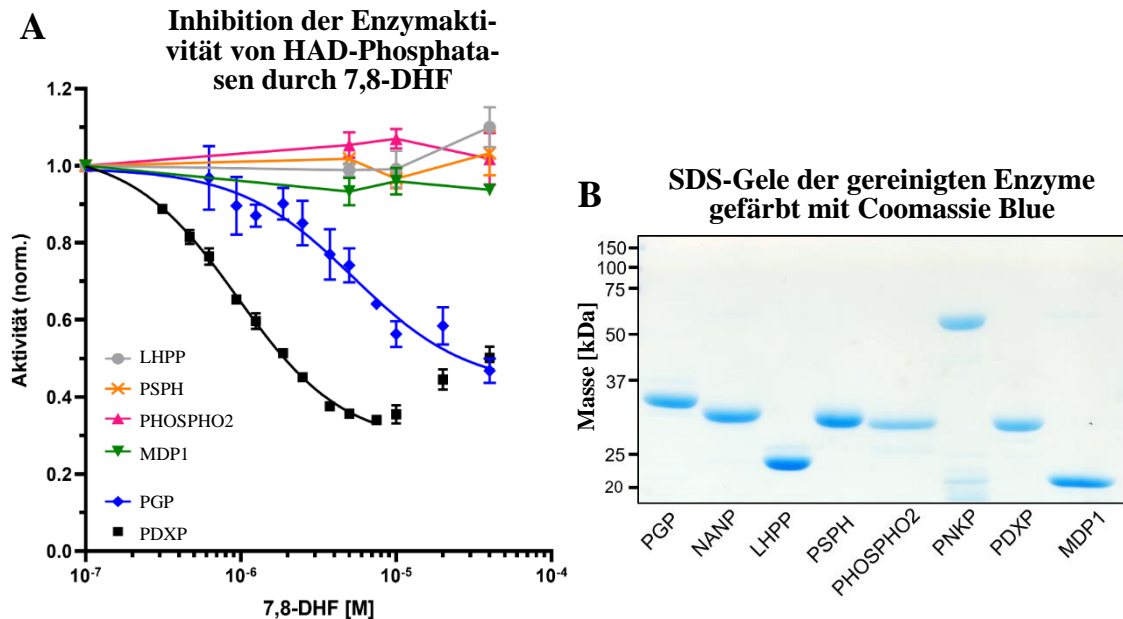 A
Inhibition der Enzymakti-
vität von HAD-Phosphata-
sen durch 7,8-DHF
Aktivität (norm.)
1.2
1.0
0.8
0.6
0.4
0.2
0.0
LHPP
PSPH
PHOSPHO2
MDP1
PGP
PDXP
10-7
10-6
10-5
10-4
7,8-DHF [M]
B
SDS-Gele der gereinigten Enzyme
gefärbt mit Coomassie Blue
Masse [kDa]
150
100
75
50
37
25
20
PGP
NANP
LHPP
PSPH
PHOSPHO2
PNKP
PDXP
MDP1